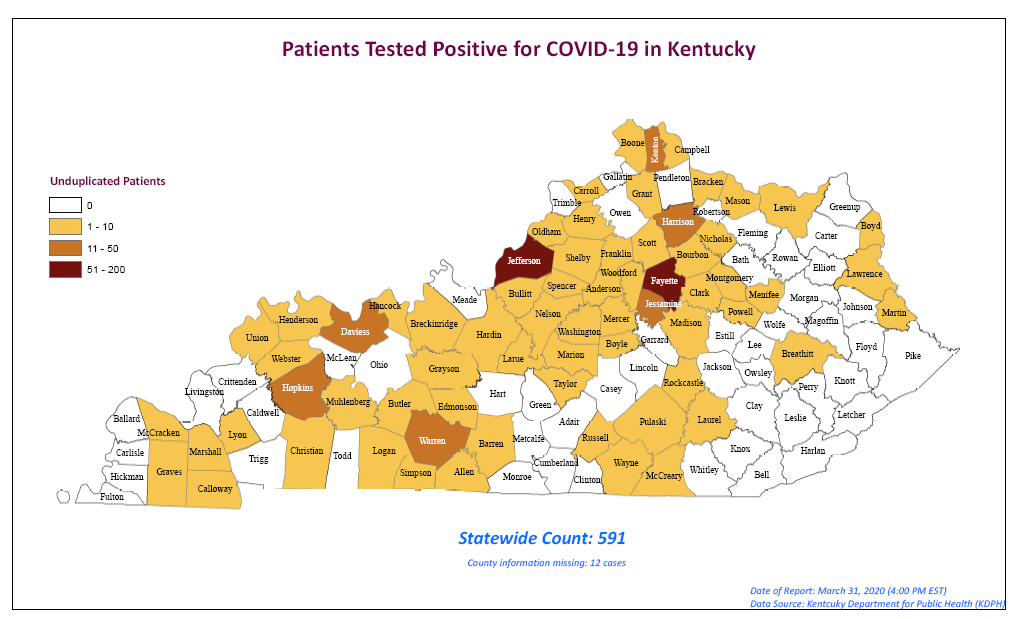 Patients Tested Positive for COVID-19 in Kentucky
Boone
Kenton
Campbell
Gallatin
Pendleton
Bracken
Unduplicated Patients
Carroll
Grant
Mason
Lewis
0
Trimble
Owen
Robertson
Greenup
1 - 10
Henry
Harrison
Fleming
Boyd
11 - 50
Oldham
Scott
Nicholas
Carter
51 - 200
Jefferson
Shelby
Franklin
Bourbon
Bath
Rowan
Elliott
Lawrence
Woodford
Fayette
Montgomery
Meade
Bullitt
Spencer
Anderson
Clark
Menifee
Morgan
Hancock
Jessamine
Johnson
Martin
Henderson
Breckinridge
Nelson
Mercer
Madison
Powell
Magoffin
Daviess
Hardin
Washington
Wolfe
Union
Boyle
Garrard
Estill
Lee
Floyd
Webster
McLean
Ohio
Larue
Marion
Breathitt
Pike
Grayson
Lincoln
Jackson
Owsley
Crittenden
Hopkins
Taylor
Casey
Rockcastle
Perry
Knott
Livingston
Muhlenberg
Butler
Edmonson
Hart
Green
Clay
Caldwell
Leslie
Letcher
Ballard
McCracken
Lyon
Warren
Barren
Metcalfe
Adair
Russell
Pulaski
Laurel
Carlisle
Marshall
Trigg
Christian
Todd
Logan
Knox
Harlan
Hickman
Graves
Simpson
Allen
Monroe
Cumberland
Clinton
Wayne
McCreary
Whitley
Bell
Fulton
Calloway
Statewide Count: 591
County information missing: 12 cases
Date of Report: March 31, 2020 (4:00 PM EST)
Data Source: Kentcuky Department for Public Health (KDPH)